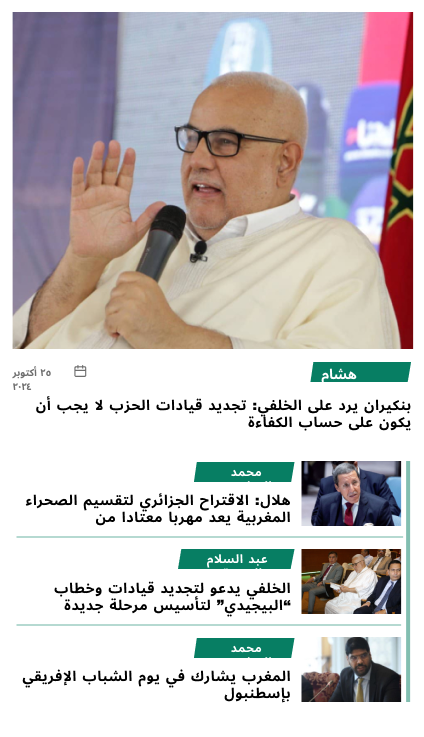 هشام
٢٥ أكتوبر
٢٠٢٤
بنكيران يرد على الخلفي: تجديد قيادات الحزب لا يجب أن
يكون على حساب الكفاءة
محمد
هلال: الاقتراح الجزائري لتقسيم الصحراء
المغربية يعد مهربا معتادا من
عبد السلام
الخلفي يدعو لتجديد قيادات وخطاب
“البيجيدي” لتأسيس مرحلة جديدة
محمد
المغرب يشارك في يوم الشباب الإفريقي
بإسطنبول